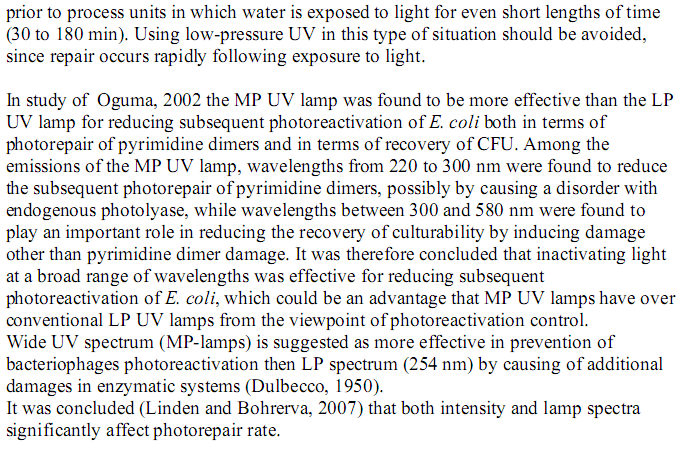 prior to process units in which water is exposed to light for even short lengths of time
(30 to 180 min). Using low-pressure UV in this type of situation should be avoided,
since repair occurs rapidly following exposure to light.
In study of Oguma, 2002 the MP UV lamp was found to be more effective than the LP
UV lamp for reducing subsequent photoreactivation of E. coli both in terms of
photorepair of pyrimidine dimers and in terms of recovery of CFU. Among the
emissions of the MP UV lamp, wavelengths from 220 to 300 nm were found to reduce
the subsequent photorepair of pyrimidine dimers, possibly by causing a disorder with
endogenous photolyase, while wavelengths between 300 and 580 nm were found to
play an important role in reducing the recovery of culturability by inducing damage
other than pyrimidine dimer damage. It was therefore concluded that inactivating light
at a broad range of wavelengths was effective for reducing subsequent
photoreactivation of E. coli, which could be an advantage that MP UV lamps have over
conventional LP UV lamps from the viewpoint of photoreactivation control.
Wide UV spectrum (MP-lamps) is suggested as more effective in prevention of
bacteriophages photoreactivation then LP spectrum (254 nm) by causing of additional
damages in enzymatic systems (Dulbecco, 1950).
It was concluded (Linden and Bohrerva, 2007) that both intensity and lamp spectra
significantly affect photorepair rate.